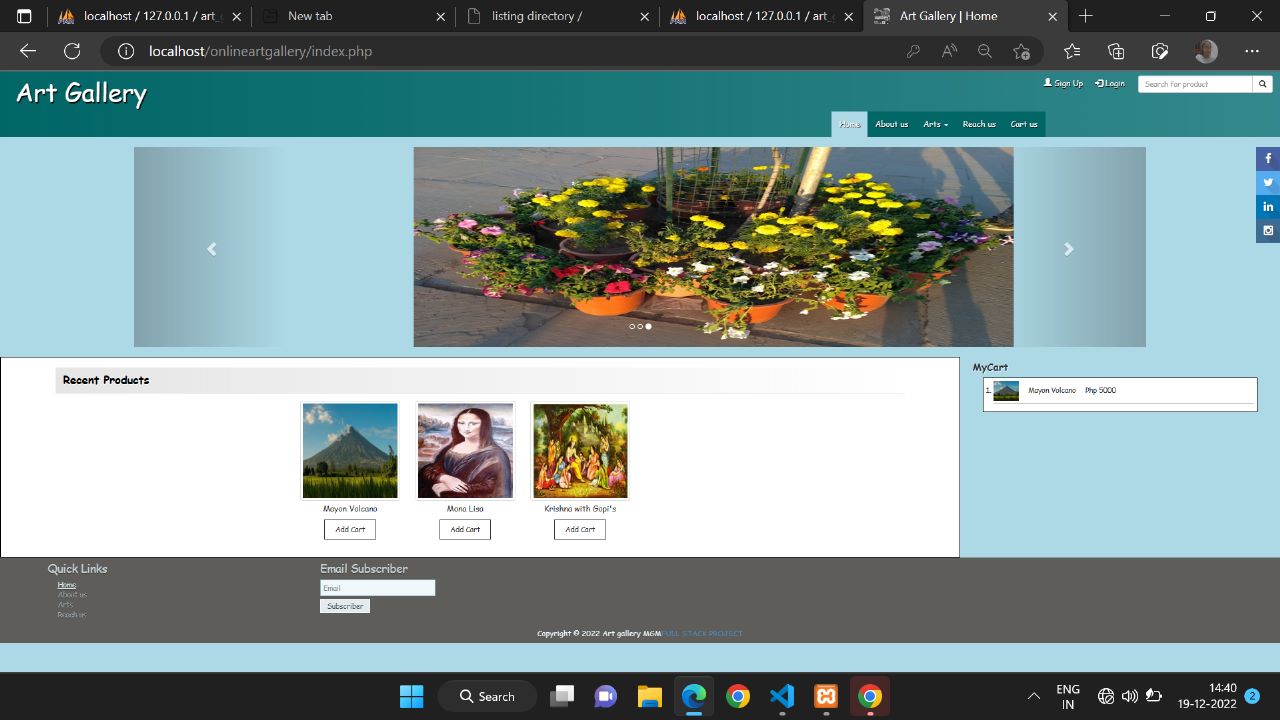 localhost / 127.0.0.1 / art_g
New tab
listing directory /
localhost / 127.0.0.1 / art_g
Art Gallery | Home
localhost/onlineartgallery/index.php
Art Gallery
Sign Up
Login
Search for product
Home
About us
Arts
Reach us
Cart us
Recent Products
MyCart
1. Mayon Volcano Php 5000
Mayon Volcano
Mona Lisa
Krishna with Gopi's
Add Cart
Add Cart
Add Cart
Quick Links
Home
About us
Arts
Reach us
Email Subscriber
Email
Subscriber
Copyright © 2022 Art gallery MGMFULL STACK PROJECT
Search
ENG
IN
14:40
19-12-2022
2